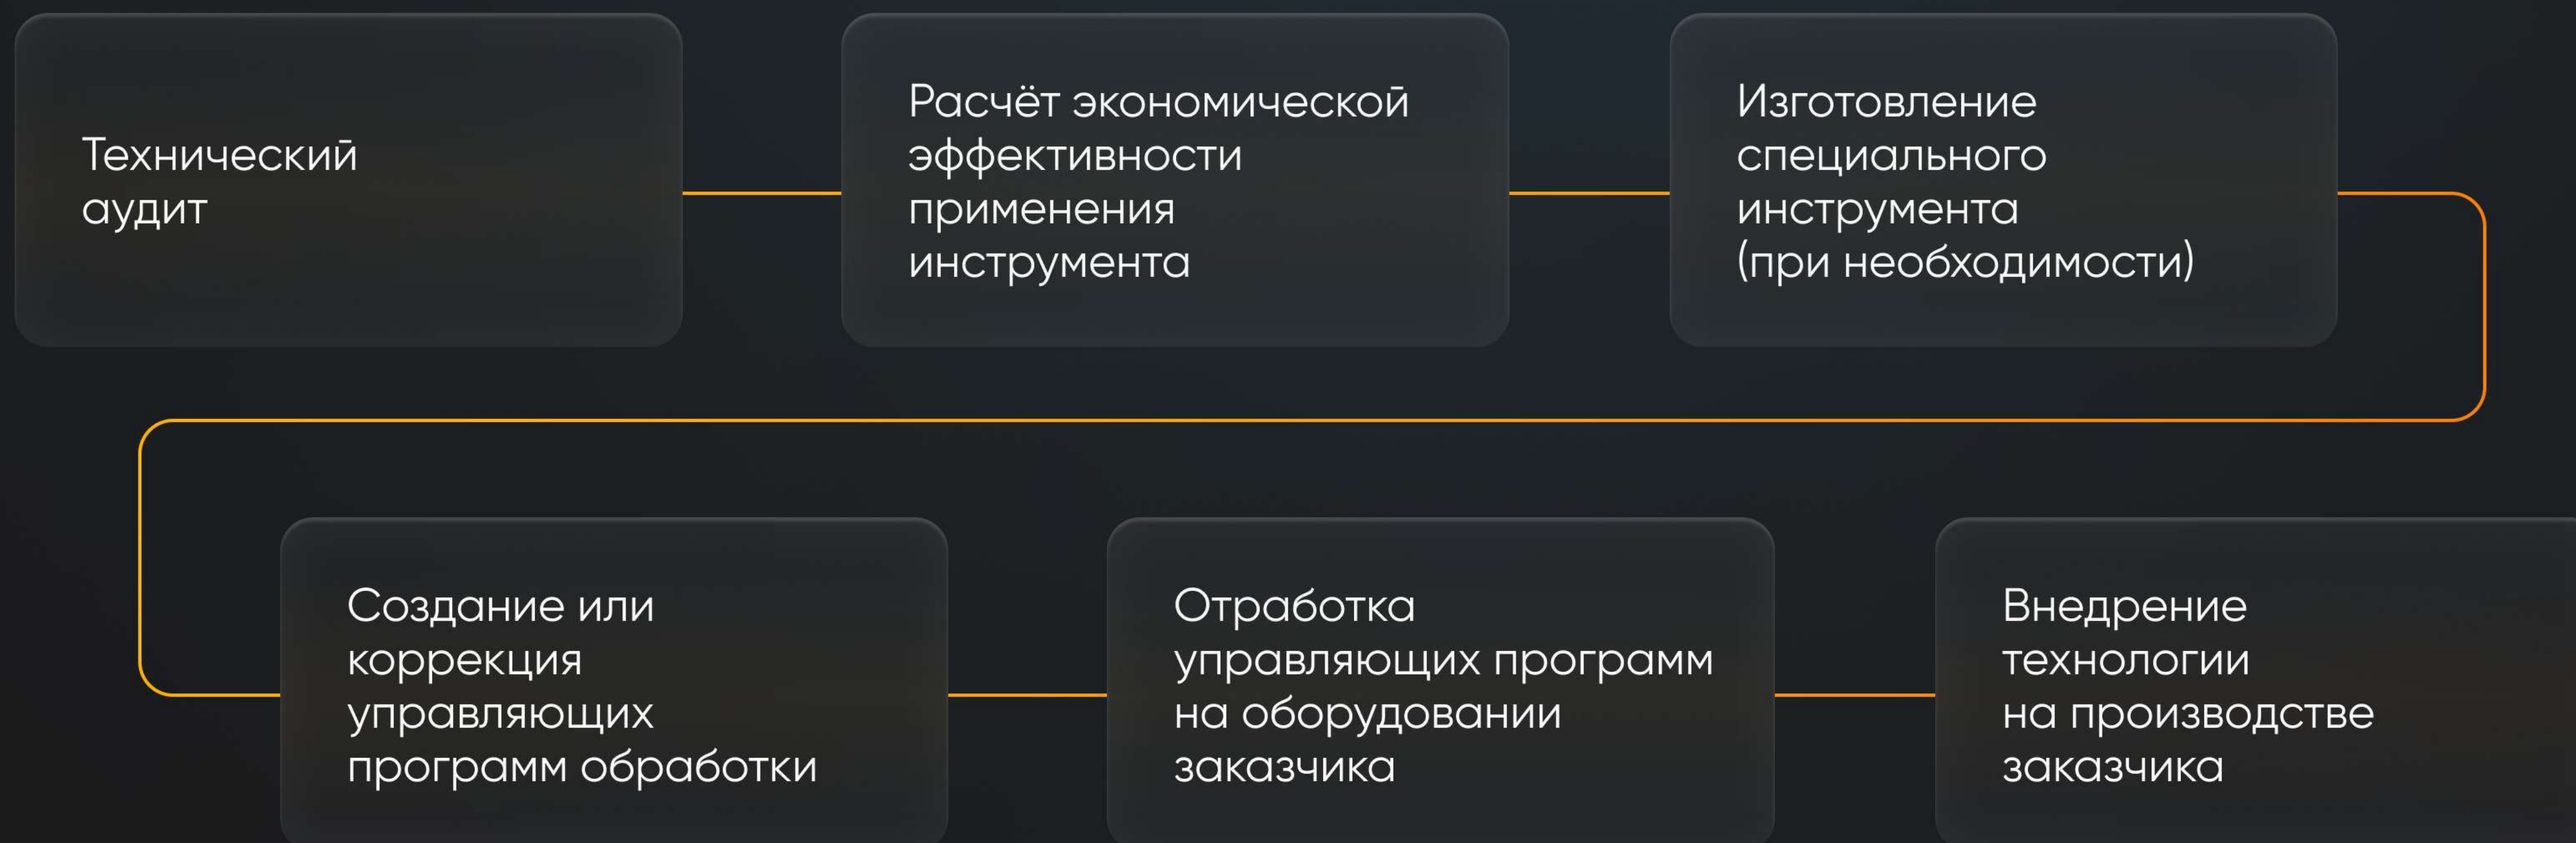 Технический
аудит
Расчёт экономической
эффективности
применения
инструмента
Изготовление
специального
инструмента
(при необходимости)
Создание или
коррекция
управляющих
программ обработки
Отработка
управляющих программ
на оборудовании
заказчика
Внедрение
технологии
на производстве
заказчика